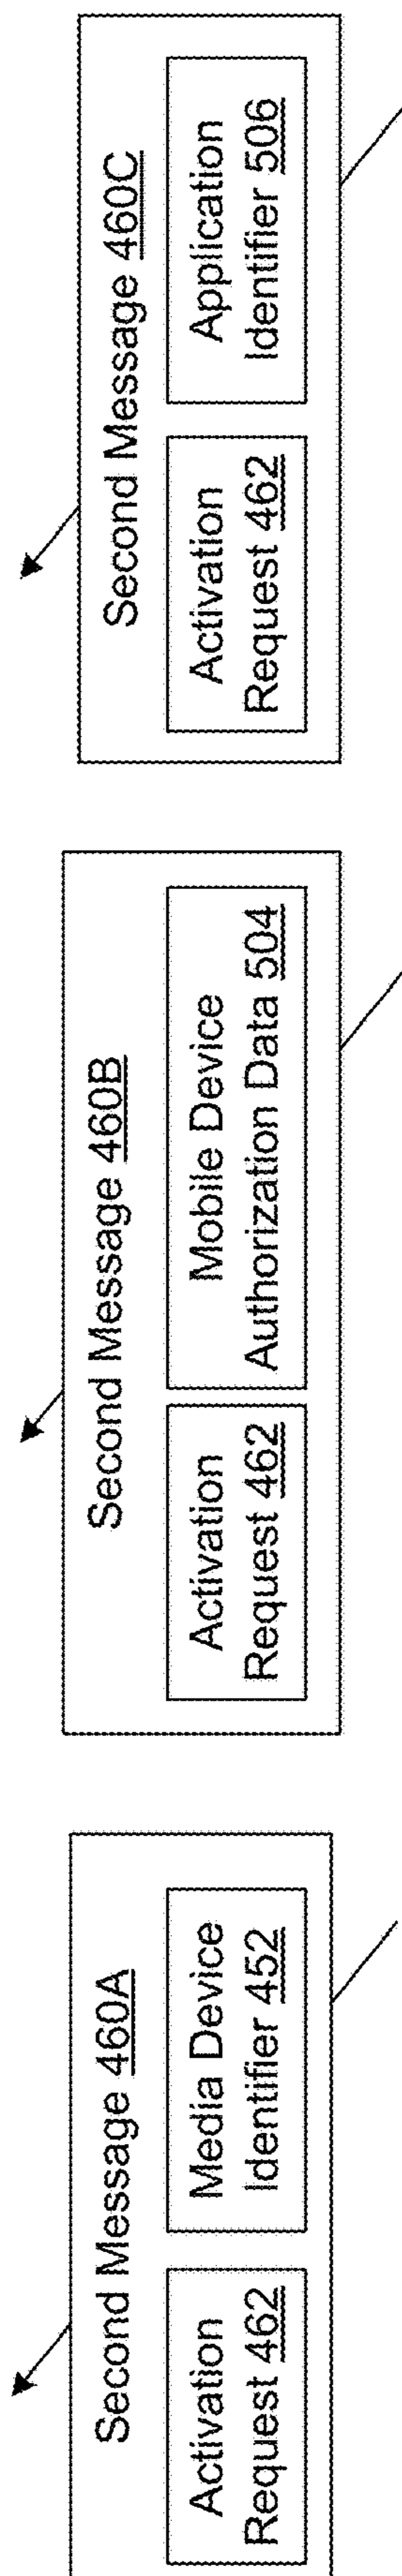 Second Message 460A
Activation
Request 462
Media Device
Identifier 452
Second Message 460B
Activation
Request 462
Mobile Device
Authorization Data 504
Second Message 460C
Activation
Request 462
Application
Identifier 506